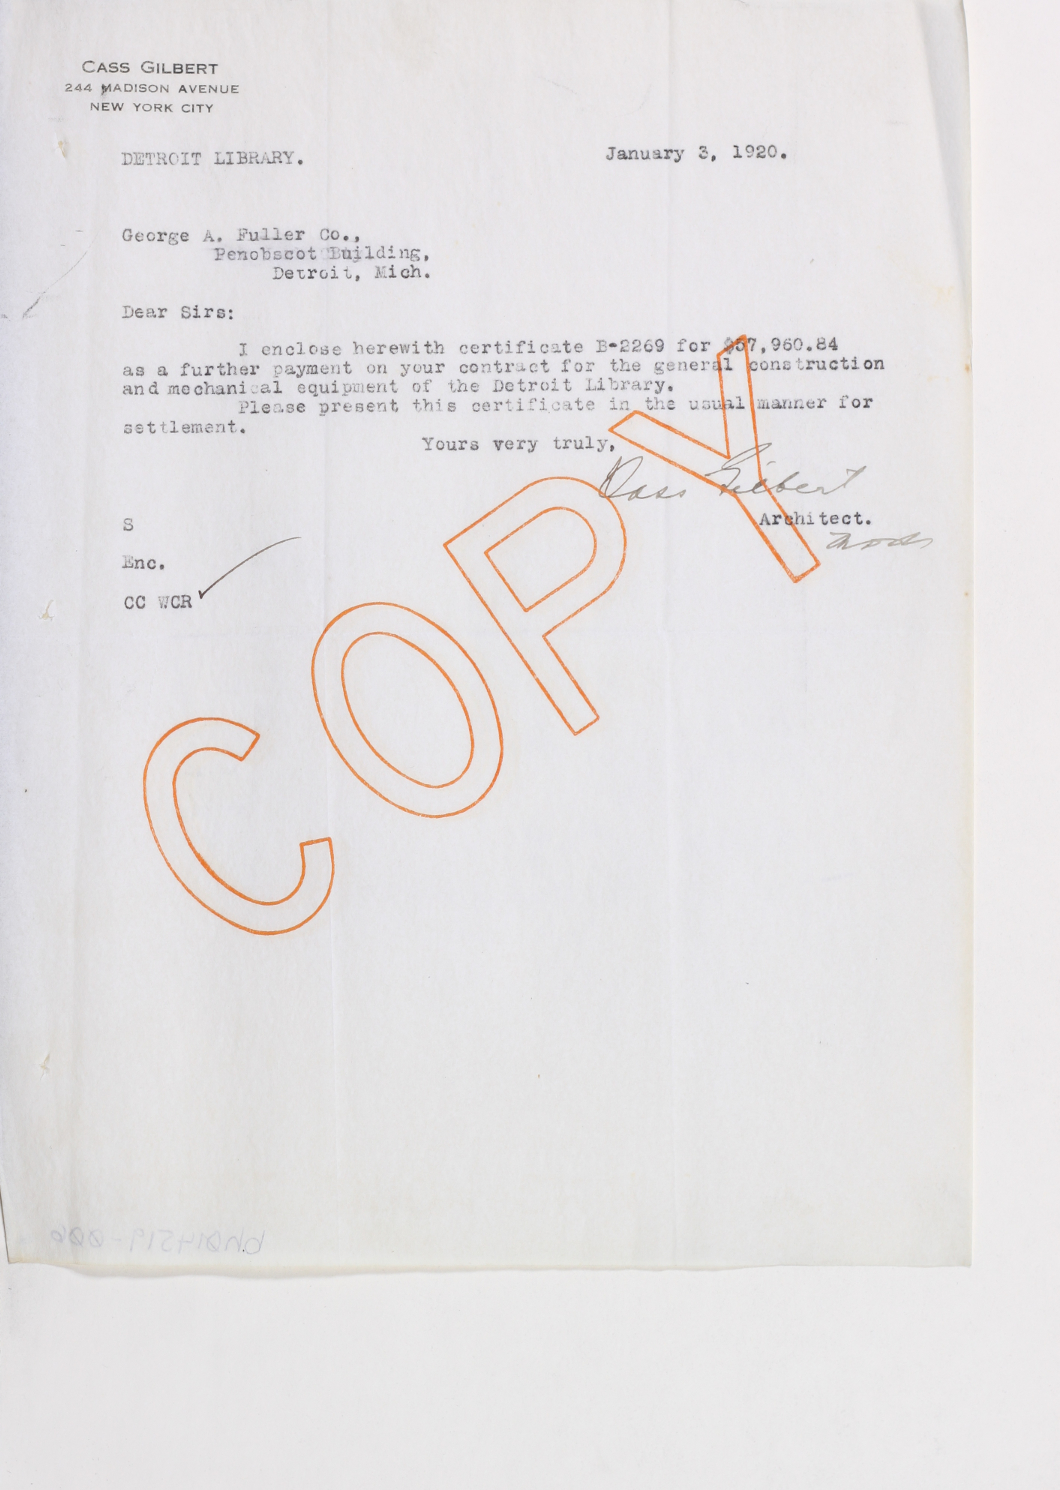 CASS GILBERT
244 MADISON AVENUE
NEW YORK CITY
DETROIT LIBRARY. January 3, 1920.
George A. Fuller Co.,
Penobscot Building,
Detroit, Mich.
Dear Sirs:
I enclose herewith certificate B-2269 for $37,960.84
as a further payment on your contract for the general construction
and mechanical equipment of the Detroit Library.
Please present this certificate in the usual manner for
settlement.
Yours very truly,
Cass Gilbert
Architect.
S
Enc.
CC WCR
COPY